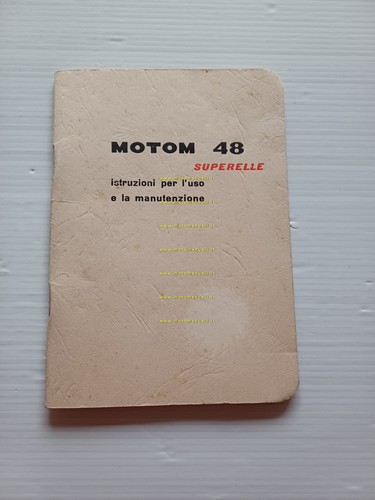 MOTOM 48
SUPERELLE
istruzioni per l'uso
e la manutenzione